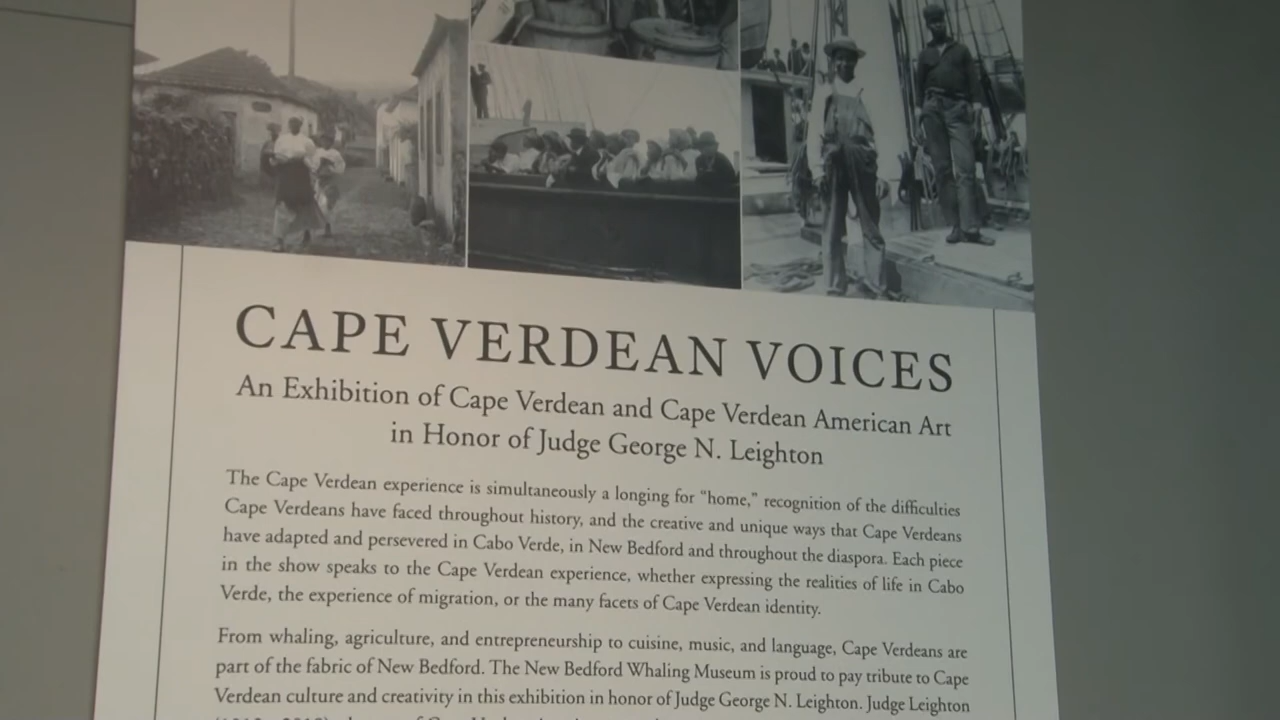 CAPE VERDEAN VOICES
An Exhibition of Cape Verdean and Cape Verdean American Art
in Honor of Judge George N. Leighton
The Cape Verdean experience is simultaneously a longing for “home,” recognition of the difficulties
Cape Verdeans have faced throughout history, and the creative and unique ways that Cape Verdeans
have adapted and persevered in Cabo Verde, in New Bedford and throughout the diaspora. Each piece
in the show speaks to the Cape Verdean experience, whether expressing the realities of life in Cabo
Verde, the experience of migration, or the many facets of Cape Verdean identity.
From whaling, agriculture, and entrepreneurship to cuisine, music, and language, Cape Verdeans are
part of the fabric of New Bedford. The New Bedford Whaling Museum is proud to pay tribute to Cape
Verdean culture and creativity in this exhibition in honor of Judge George N. Leighton. Judge Leighton